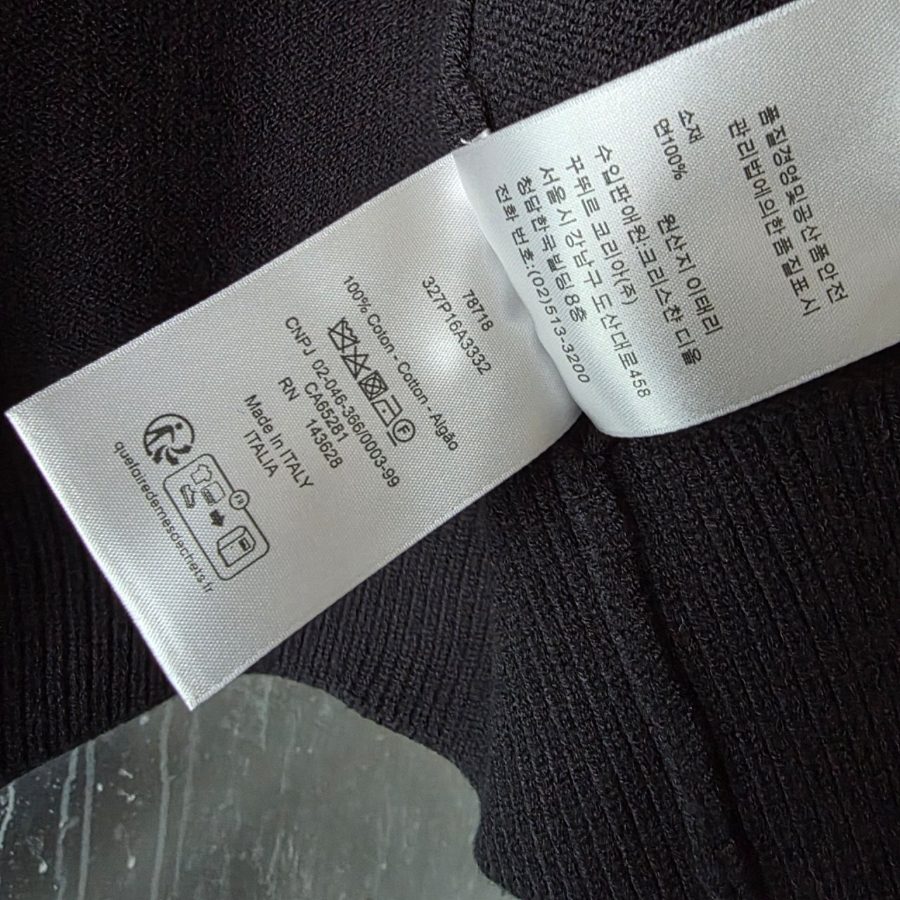 78718
327P16A3332
100% Coton - Cotton - Algão
F
CNPJ 02-046-366/0003-99
CA65281
RN 143628
Made In ITALY
ITALIA
FR
quefairedemesdechets.fr
품질경영및공산품안전
관리법에의한품질표시
소재 원산지 이태리
면100%
수입판매원:크리스챤 디올
꾸뛰르 코리아(주)
서울시 강남구 도산대로458
청담한국빌딩 8층
전화 번호:(02)513-3200